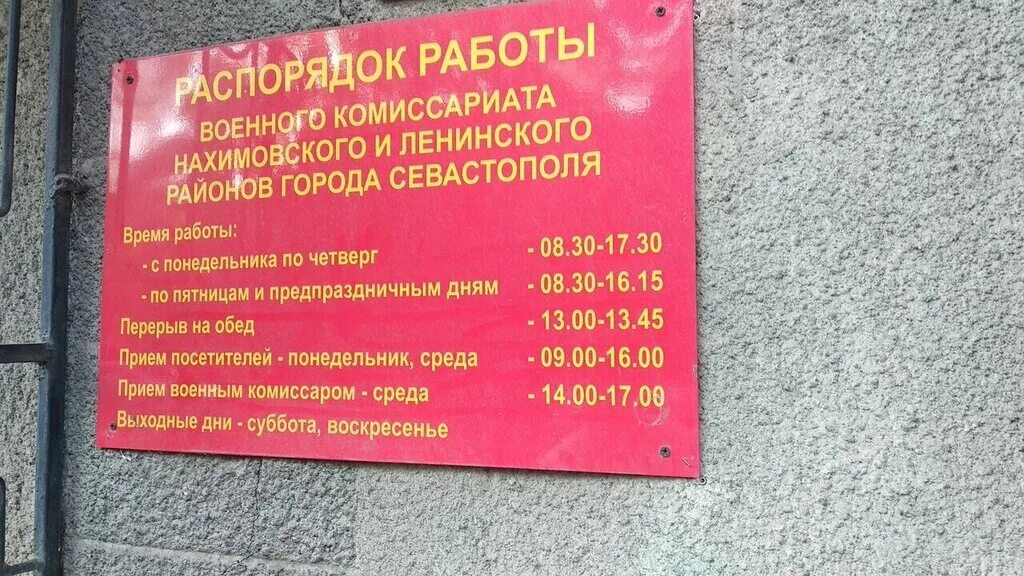 РАСПОРЯДОК РАБОТЫ
ВОЕННОГО КОМИССАРИАТА
НАХИМОВСКОГО И ЛЕНИНСКОГО
РАЙОНОВ ГОРОДА СЕВАСТОПОЛЯ
Время работы:
- с понедельника по четверг - 08.30-17.30
- по пятницам и предпраздничным дням - 08.30-16.15
Перерыв на обед - 13.00-13.45
Прием посетителей - понедельник, среда - 09.00-16.00
Прием военным комиссаром - среда - 14.00-17.00
Выходные дни - суббота, воскресенье